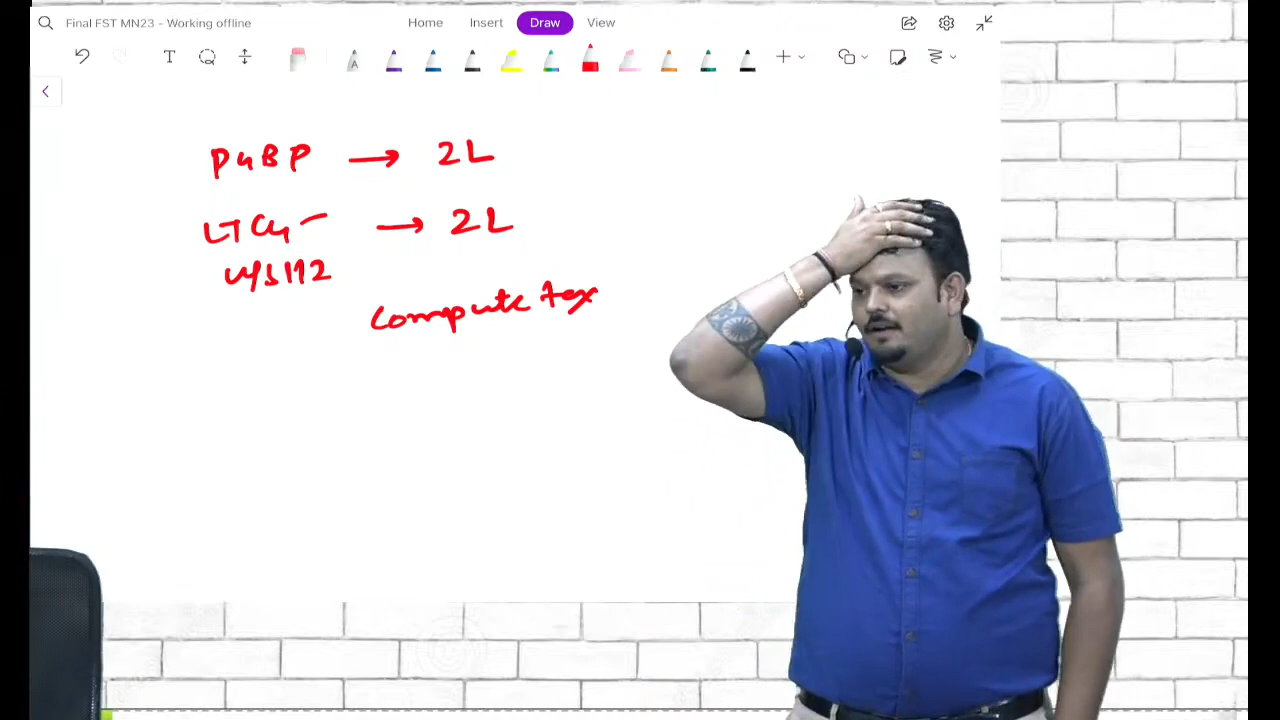 Final FST MN23 - Working offline
Home Insert Draw View
T A
PGBP → 2L
LTCG → 2L
u/s 112
compute tax